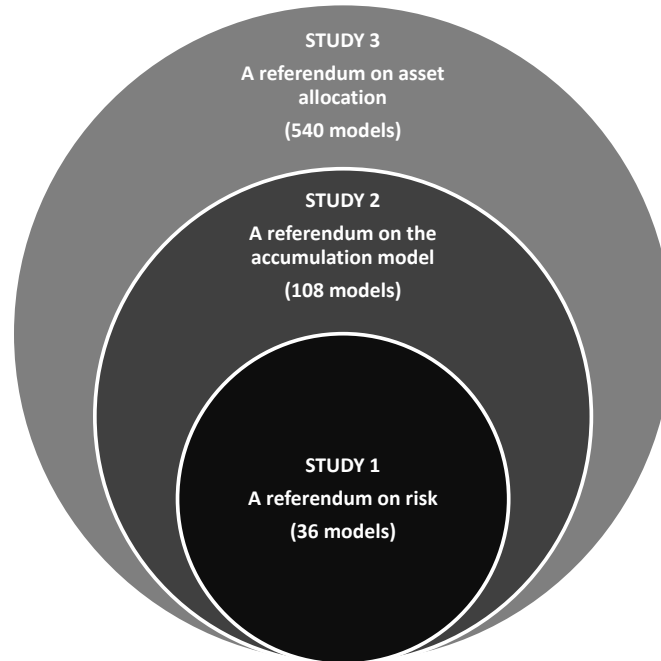 STUDY 3
A referendum on asset
allocation
(540 models)
STUDY 2
A referendum on the
accumulation model
(108 models)
STUDY 1
A referendum on risk
(36 models)